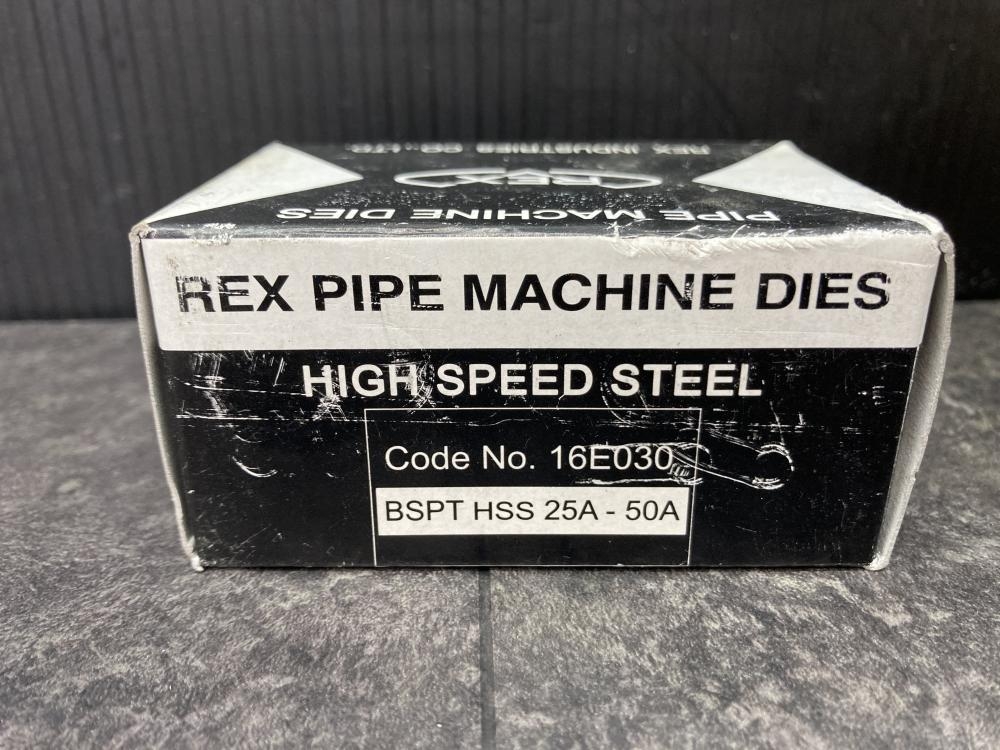 REX INDUSTRIES CO., LTD.
REX
PIPE MACHINE DIES
REX PIPE MACHINE DIES
HIGH SPEED STEEL
Code No. 16E030
BSPT HSS 25A - 50A